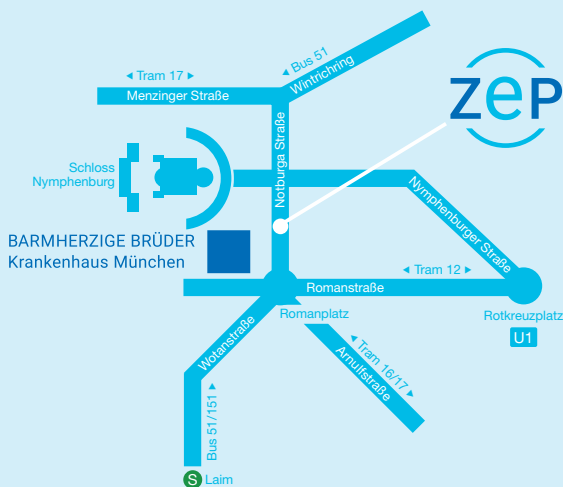 Bus 51
Wintrichring
Tram 17
Menzinger Straße
zep
Notburga Straße
Schloss
Nymphenburg
Nymphenburger Straße
BARMHERZIGE BRÜDER
Krankenhaus München
Tram 12
Romanstraße
Romanplatz
Rotkreuzplatz
U1
Wotanstraße
Tram 16/17
Arnulfstraße
Bus 51/151
S Laim